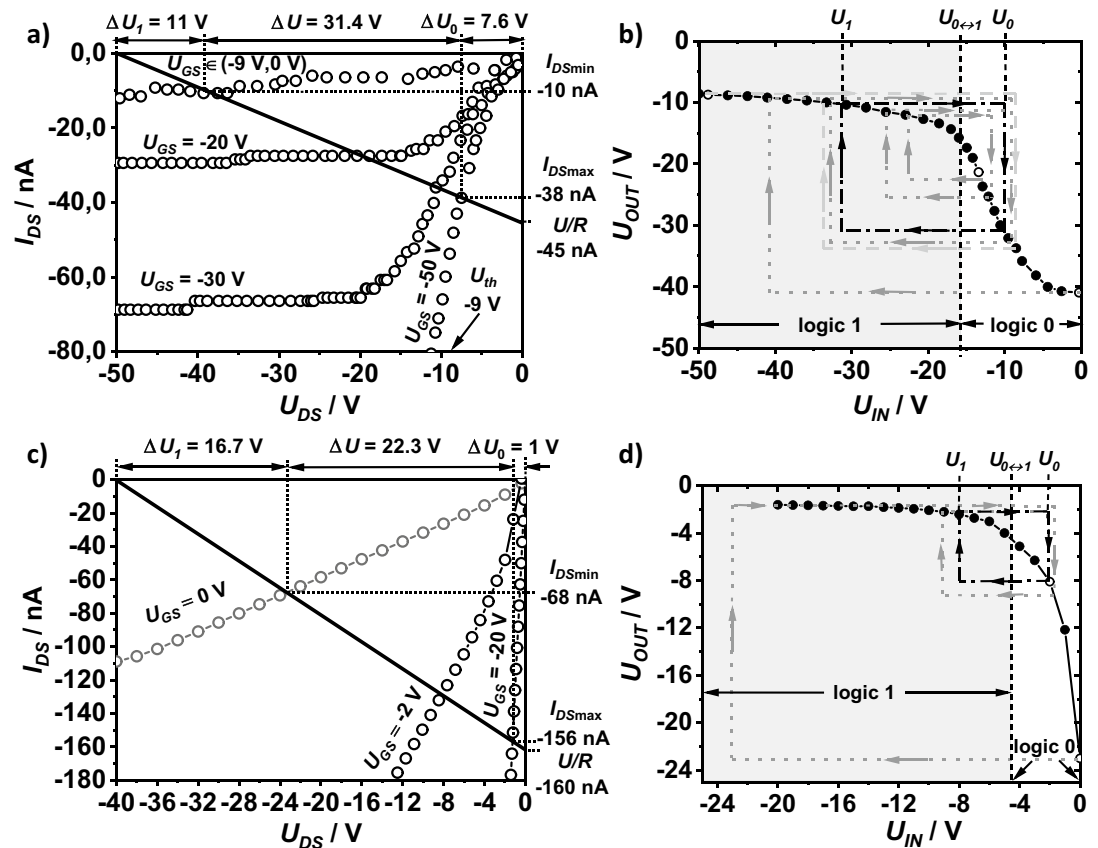 a)
Δ U1 = 11 V
Δ U = 31.4 V
Δ U0 = 7.6 V
0,0
-20,0
-40,0
-60,0
-80,0
IDS / nA
UGS ∈ (-9 V,0 V)
UGS = -20 V
UGS = -30 V
UGS = -50 V
Uth
-9 V
IDSmin
-10 nA
IDSmax
-38 nA
U/R
-45 nA
-50 -40 -30 -20 -10 0
UDS / V
b)
U1 U0↔1 U0
0
-10
-20
-30
-40
-50
UOUT / V
logic 1
logic 0
-50 -40 -30 -20 -10 0
UIN / V
c)
Δ U1 = 16.7 V
Δ U = 22.3 V
Δ U0 = 1 V
0
-20
-40
-60
-80
-100
-120
-140
-160
-180
IDS / nA
UGS = 0 V
UGS = -2 V
UGS = -20 V
IDSmin
-68 nA
IDSmax
-156 nA
U/R
-160 nA
-40 -36 -32 -28 -24 -20 -16 -12 -8 -4 0
UDS / V
d)
U1 U0↔1 U0
0
-4
-8
-12
-16
-20
-24
UOUT / V
logic 1
logic 0
-24 -20 -16 -12 -8 -4 0
UIN / V